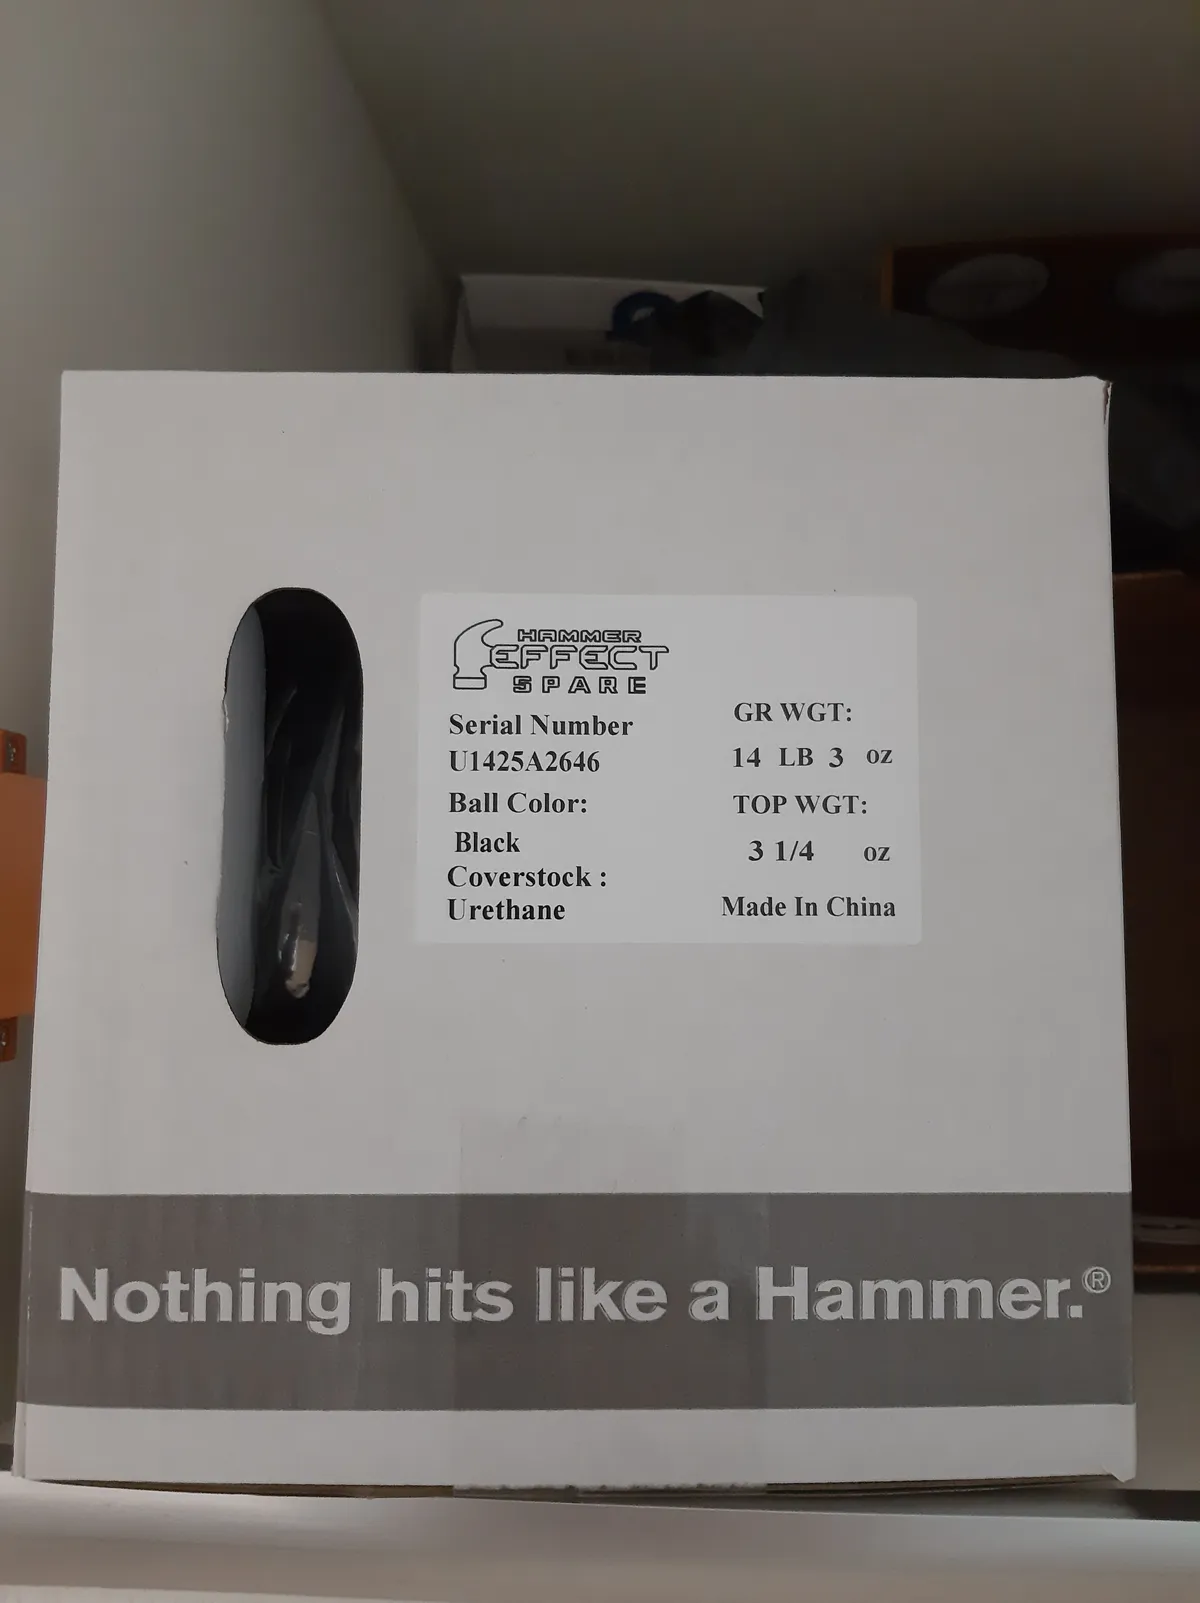 HAMMER
EFFECT
SPARE
Serial Number
U1425A2646
Ball Color:
Black
Coverstock :
Urethane
GR WGT:
14 LB 3 oz
TOP WGT:
3 1/4 oz
Made In China
Nothing hits like a Hammer.®